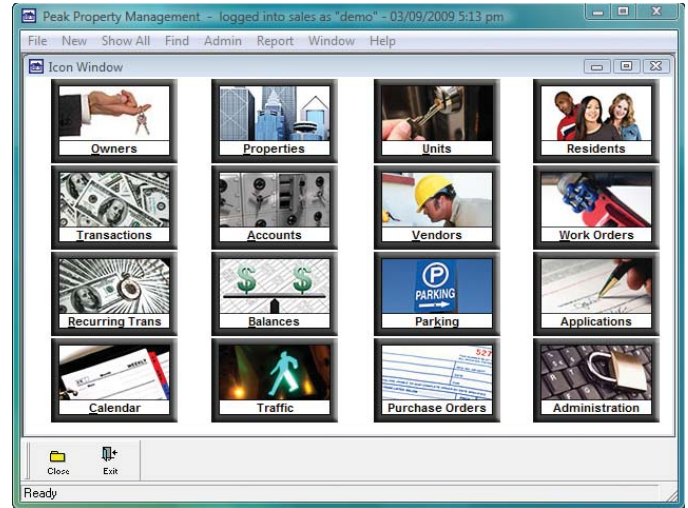 Peak Property Management - logged into sales as "demo" - 03/09/2009 5:13 pm
File New Show All Find Admin Report Window Help
Icon Window
Owners Properties Units Residents
Transactions Accounts Vendors Work Orders
P
PARKING
$ $
Recurring Trans Balances Parking Applications
WEEKLY
527
Calendar Traffic Purchase Orders Administration
Close Exit
Ready